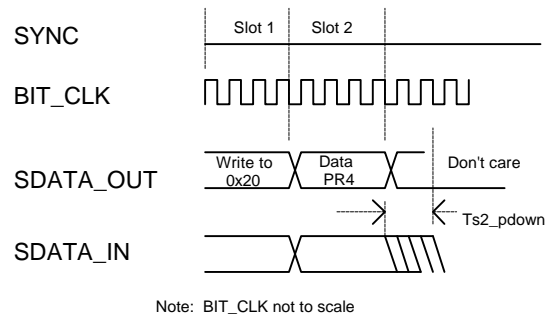 SYNC
Slot 1
Slot 2
BIT_CLK
SDATA_OUT
Write to
0x20
Data
PR4
Don't care
Ts2_pdown
SDATA_IN
Note: BIT_CLK not to scale